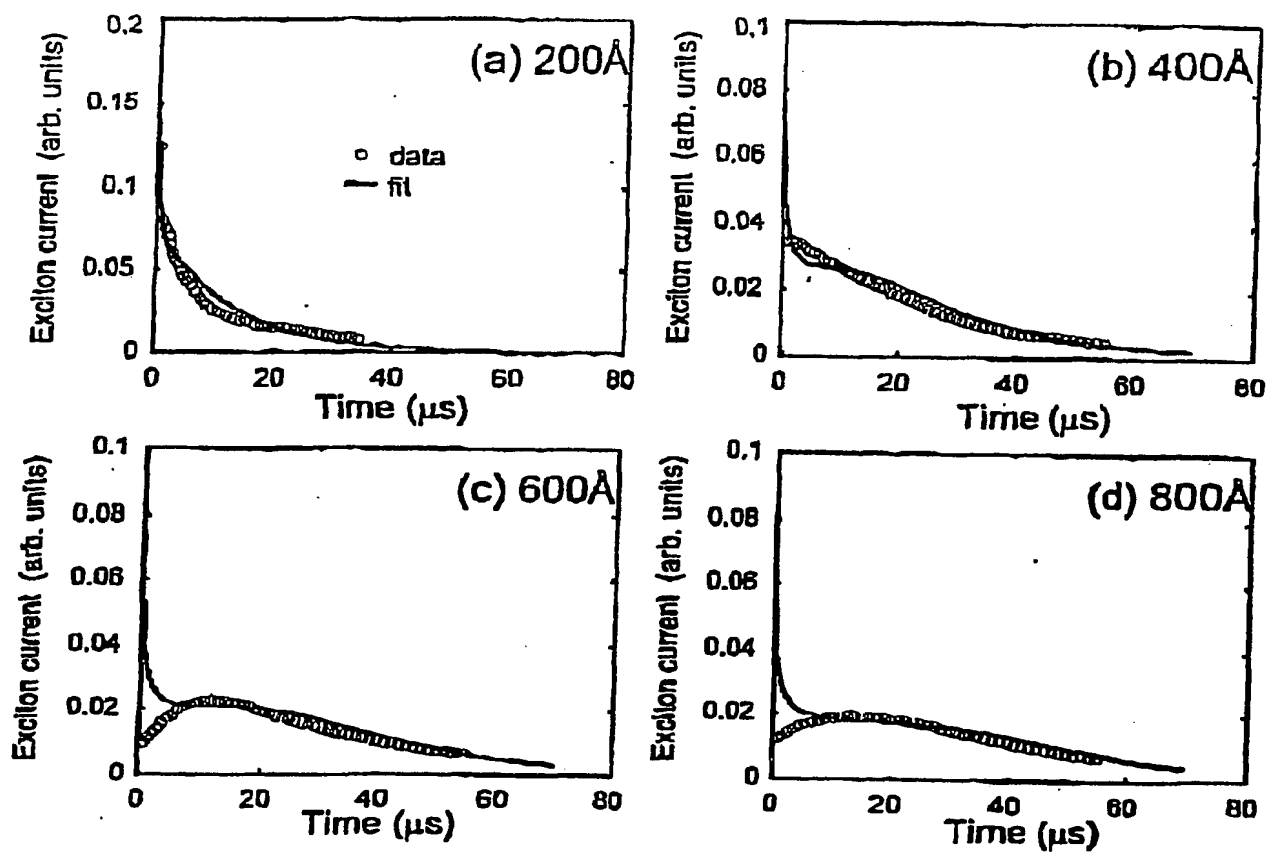 (a) 200Å
Exciton current (arb. units)
0.2
0.15
0.1
0.05
0
data
fit
0 20 40 60 80
Time (μs)
(b) 400Å
Exciton current (arb. units)
0.1
0.08
0.06
0.04
0.02
0
0 20 40 60 80
Time (μs)
(c) 600Å
Exciton current (arb. units)
0.1
0.08
0.06
0.04
0.02
0
0 20 40 60 80
Time (μs)
(d) 800Å
Exciton current (arb. units)
0.1
0.08
0.06
0.04
0.02
0
0 20 40 60 80
Time (μs)